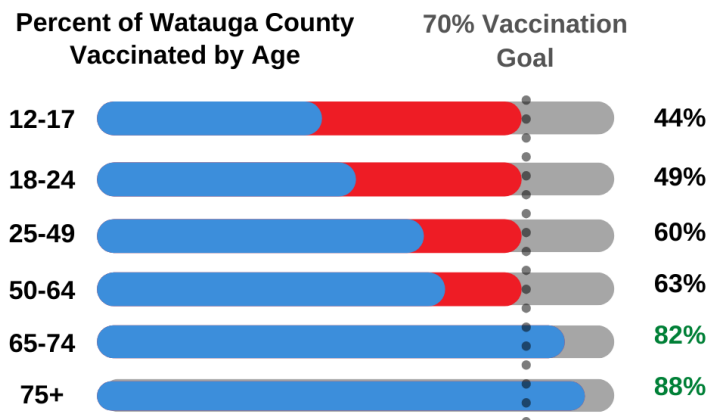 Percent of Watauga County
Vaccinated by Age
70% Vaccination
Goal
12-17 44%
18-24 49%
25-49 60%
50-64 63%
65-74 82%
75+ 88%